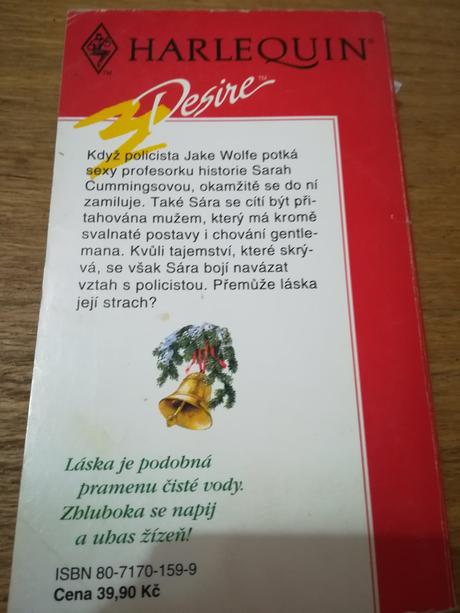 HARLEQUIN®
™
Desire™
3
Když policista Jake Wolfe potká
sexy profesorku historie Sarah
Cummingsovou, okamžitě se do ní
zamiluje. Také Sára se cítí být při-
tahována mužem, který má kromě
svalnaté postavy i chování gentle-
mana. Kvůli tajemství, které skrý-
vá, se však Sára bojí navázat
vztah s policistou. Přemůže láska
její strach?
Láska je podobná
pramenu čisté vody.
Zhluboka se napij
a uhas žízeň!
ISBN 80-7170-159-9
Cena 39,90 Kč